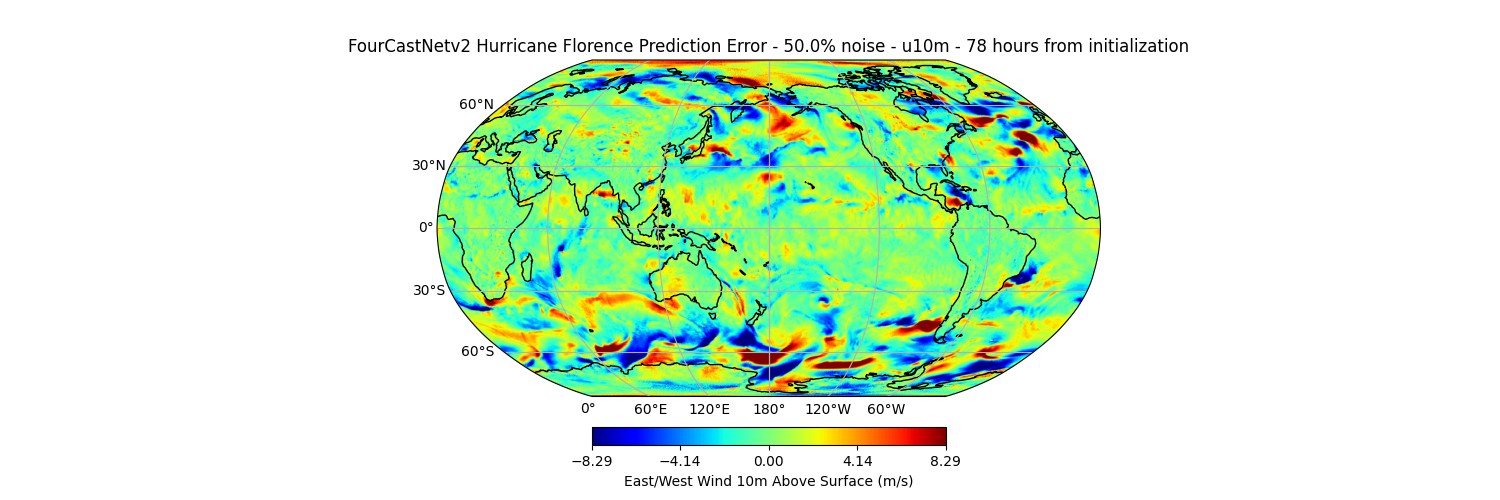 FourCastNetv2 Hurricane Florence Prediction Error - 50.0% noise - u10m - 78 hours from initialization
60°N
30°N
0°
30°S
60°S
0° 60°E 120°E 180° 120°W 60°W
−8.29 −4.14 0.00 4.14 8.29
East/West Wind 10m Above Surface (m/s)